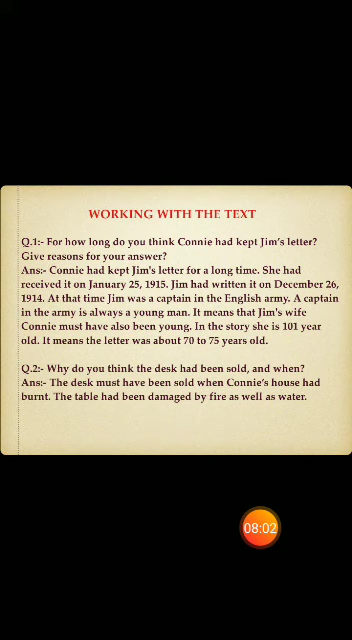 WORKING WITH THE TEXT
Q.1:- For how long do you think Connie had kept Jim's letter?
Give reasons for your answer?
Ans:- Connie had kept Jim's letter for a long time. She had
received it on January 25, 1915. Jim had written it on December 26,
1914. At that time Jim was a captain in the English army. A captain
in the army is always a young man. It means that Jim's wife
Connie must have also been young. In the story she is 101 year
old. It means the letter was about 70 to 75 years old.
Q.2:- Why do you think the desk had been sold, and when?
Ans:- The desk must have been sold when Connie's house had
burnt. The table had been damaged by fire as well as water.
08:02